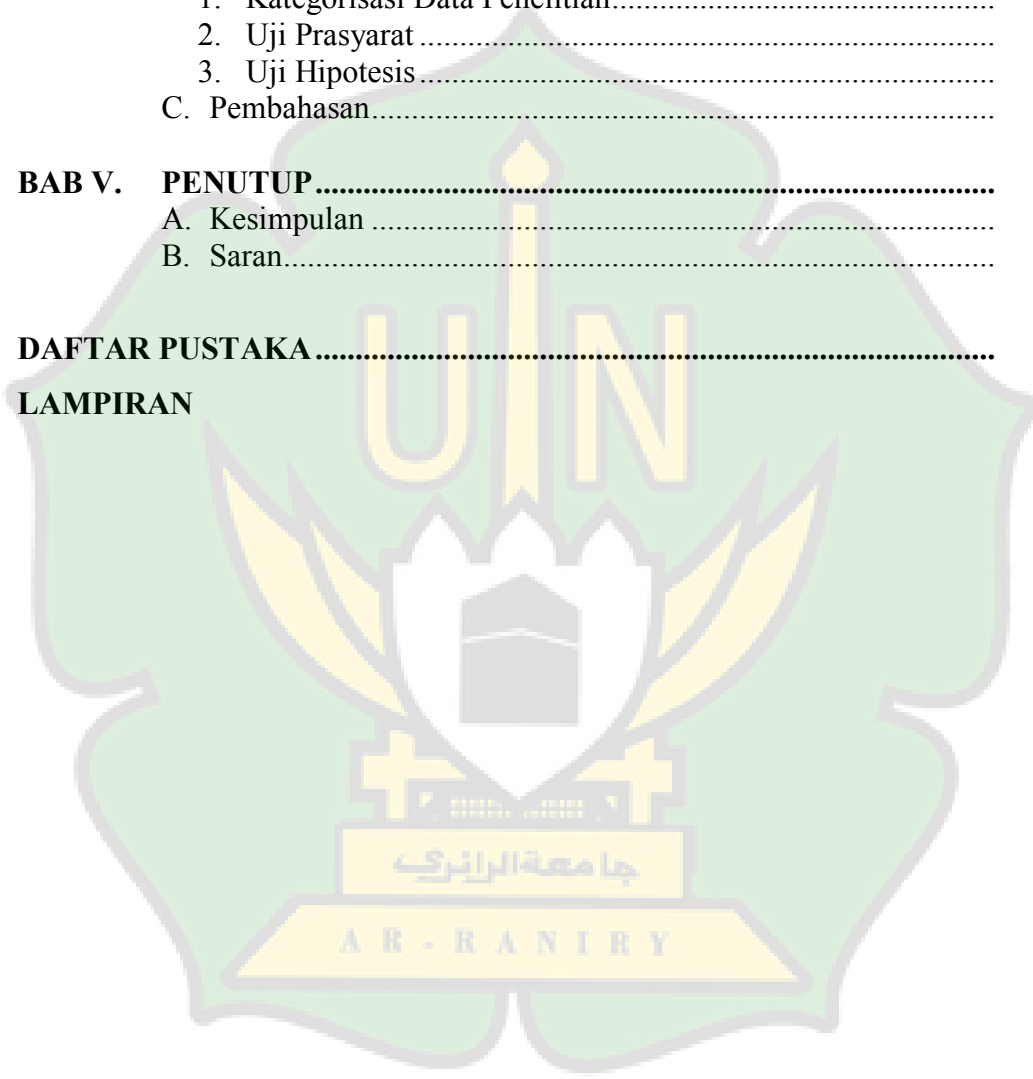 1. Kategorisasi Data Penelitian................................................
2. Uji Prasyarat........................................................................
3. Uji Hipotesis........................................................................
C. Pembahasan..............................................................................
BAB V. PENUTUP.....................................................................................
A. Kesimpulan ..............................................................................
B. Saran.........................................................................................
DAFTAR PUSTAKA.....................................................................................
LAMPIRAN
UIN
جامعة الرانري
AR-RANIRY